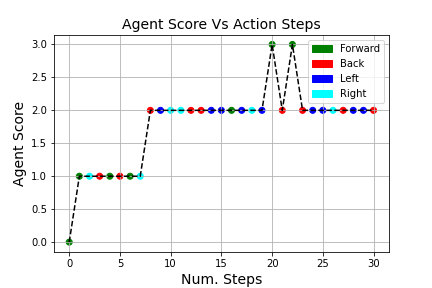 Agent Score Vs Action Steps
3.0
2.5
2.0
1.5
1.0
0.5
0.0
Agent Score
Forward
Back
Left
Right
0 5 10 15 20 25 30
Num. Steps